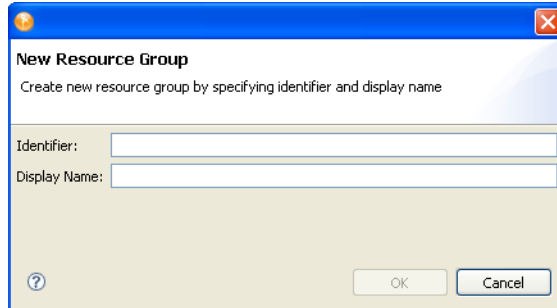 New Resource Group
Create new resource group by specifying identifier and display name
Identifier:
Display Name:
?
OK
Cancel